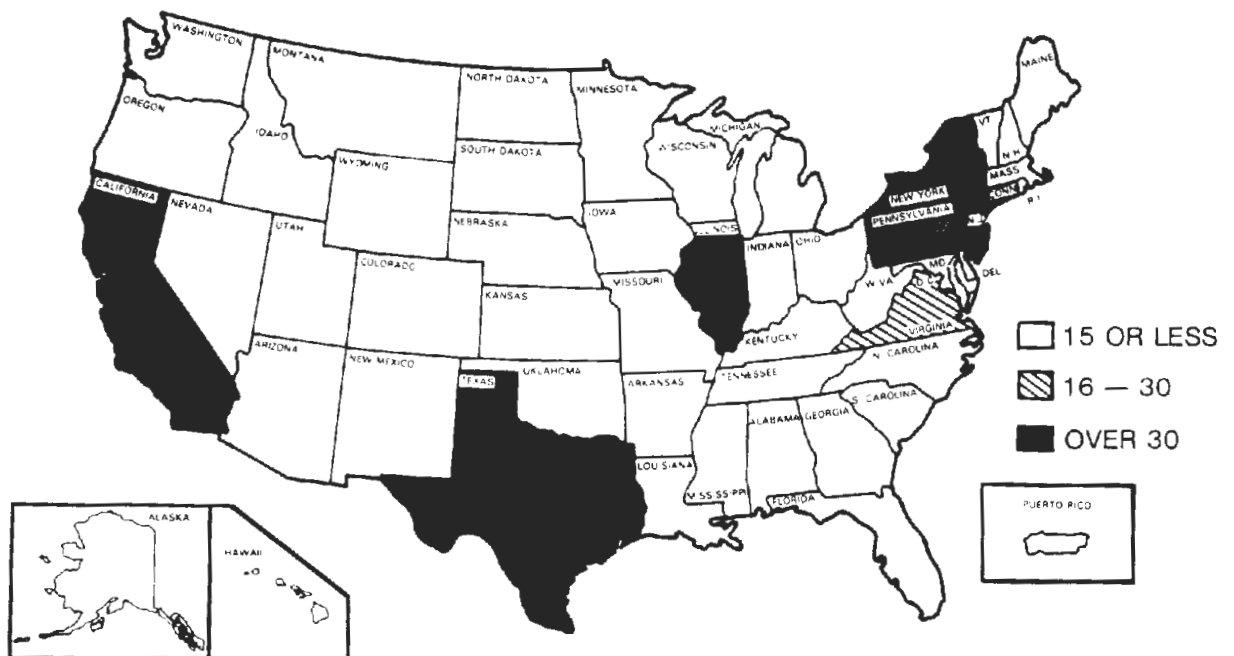 WASHINGTON
MONTANA
NORTH DAKOTA
MINNESOTA
MAINE
OREGON
IDAHO
WYOMING
SOUTH DAKOTA
WISCONSIN
MICHIGAN
VT
N H
MASS
CONN
R I
NEW YORK
PENNSYLVANIA
N J
CALIFORNIA
NEVADA
UTAH
COLORADO
NEBRASKA
IOWA
ILLINOIS
INDIANA
OHIO
MD
DEL
D C
W VA
VIRGINIA
KANSAS
MISSOURI
KENTUCKY
ARIZONA
NEW MEXICO
TEXAS
OKLAHOMA
ARKANSAS
TENNESSEE
N CAROLINA
S CAROLINA
ALABAMA
GEORGIA
LOUISIANA
MISSISSIPPI
FLORIDA
ALASKA
HAWAII
PUERTO RICO
15 OR LESS
16 — 30
OVER 30